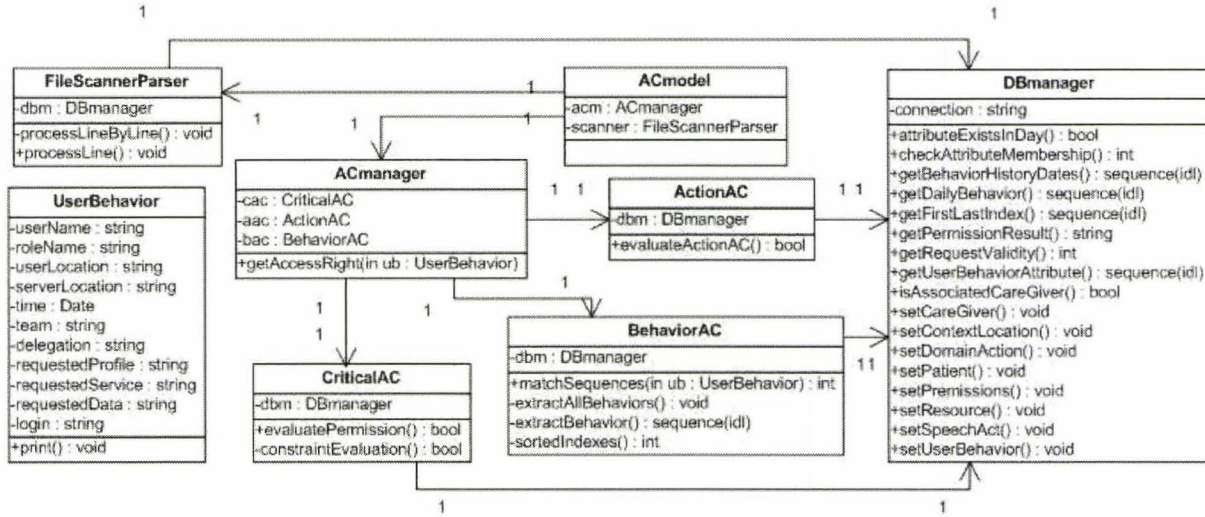 1
1
FileScannerParser
-dbm : DBmanager
-processLineByLine() : void
+processLine() : void
1
1
ACmodel
-acm : ACmanager
-scanner : FileScannerParser
1
1
DBmanager
-connection : string
+attributeExistsInDay() : bool
+checkAttributeMembership() : int
+getBehaviorHistoryDates() : sequence(idl)
+getDailyBehavior() : sequence(idl)
+getFirstLastIndex() : sequence(idl)
+getPermissionResult() : string
+getRequestValidity() : int
+getUserBehaviorAttribute() : sequence(idl)
+isAssociatedCareGiver() : bool
+setCareGiver() : void
+setContextLocation() : void
+setDomainAction() : void
+setPatient() : void
+setPremissions() : void
+setResource() : void
+setSpeechAct() : void
+setUserBehavior() : void
UserBehavior
-userName : string
-roleName : string
-userLocation : string
-serverLocation : string
-time : Date
-team : string
-delegation : string
-requestedProfile : string
-requestedService : string
-requestedData : string
-login : string
+print() : void
ACmanager
-cac : CriticalAC
-aac : ActionAC
-bac : BehaviorAC
+getAccessRight(in ub : UserBehavior)
1 1
ActionAC
-dbm : DBmanager
+evaluateActionAC() : bool
1 1
1
1
1
1
BehaviorAC
-dbm : DBmanager
+matchSequences(in ub : UserBehavior) : int
-extractAllBehaviors() : void
-extractBehavior() : sequence(idl)
-sortedIndexes() : int
1 1
CriticalAC
-dbm : DBmanager
+evaluatePermission() : bool
-constraintEvaluation() : bool
1
1